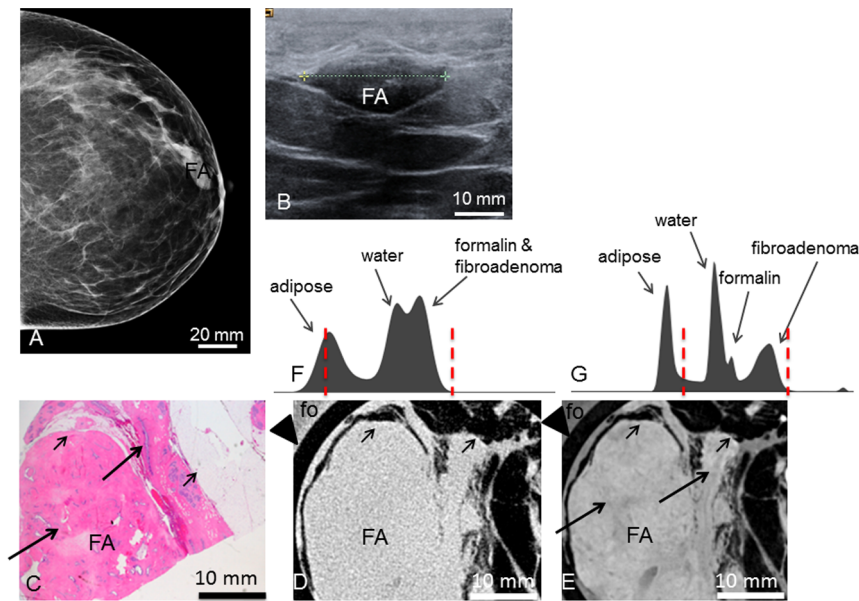 FA
A
20 mm
FA
B
10 mm
adipose
water
formalin &
fibroadenoma
F
adipose
water
formalin
fibroadenoma
G
FA
C
10 mm
fo
FA
D
10 mm
fo
FA
E
10 mm